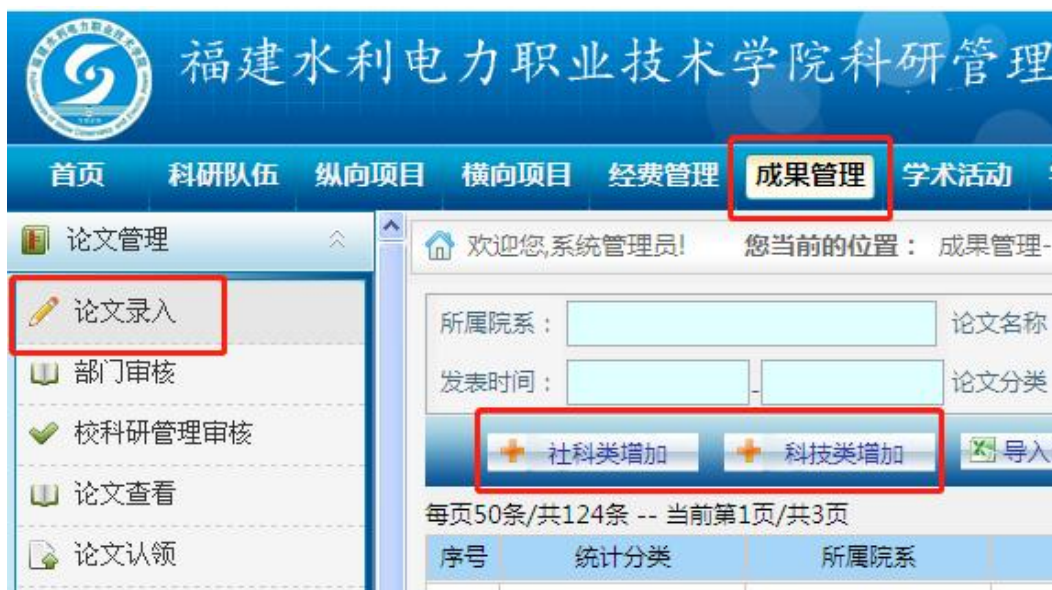 福建水利电力职业技术学院科研管理
首页 科研队伍 纵向项目 横向项目 经费管理 成果管理 学术活动
论文管理
欢迎您,系统管理员! 您当前的位置： 成果管理-
论文录入
所属院系： 论文名称
部门审核
发表时间： - 论文分类
校科研管理审核
社科类增加 科技类增加 导入
论文查看
每页50条/共124条 -- 当前第1页/共3页
论文认领
序号 统计分类 所属院系